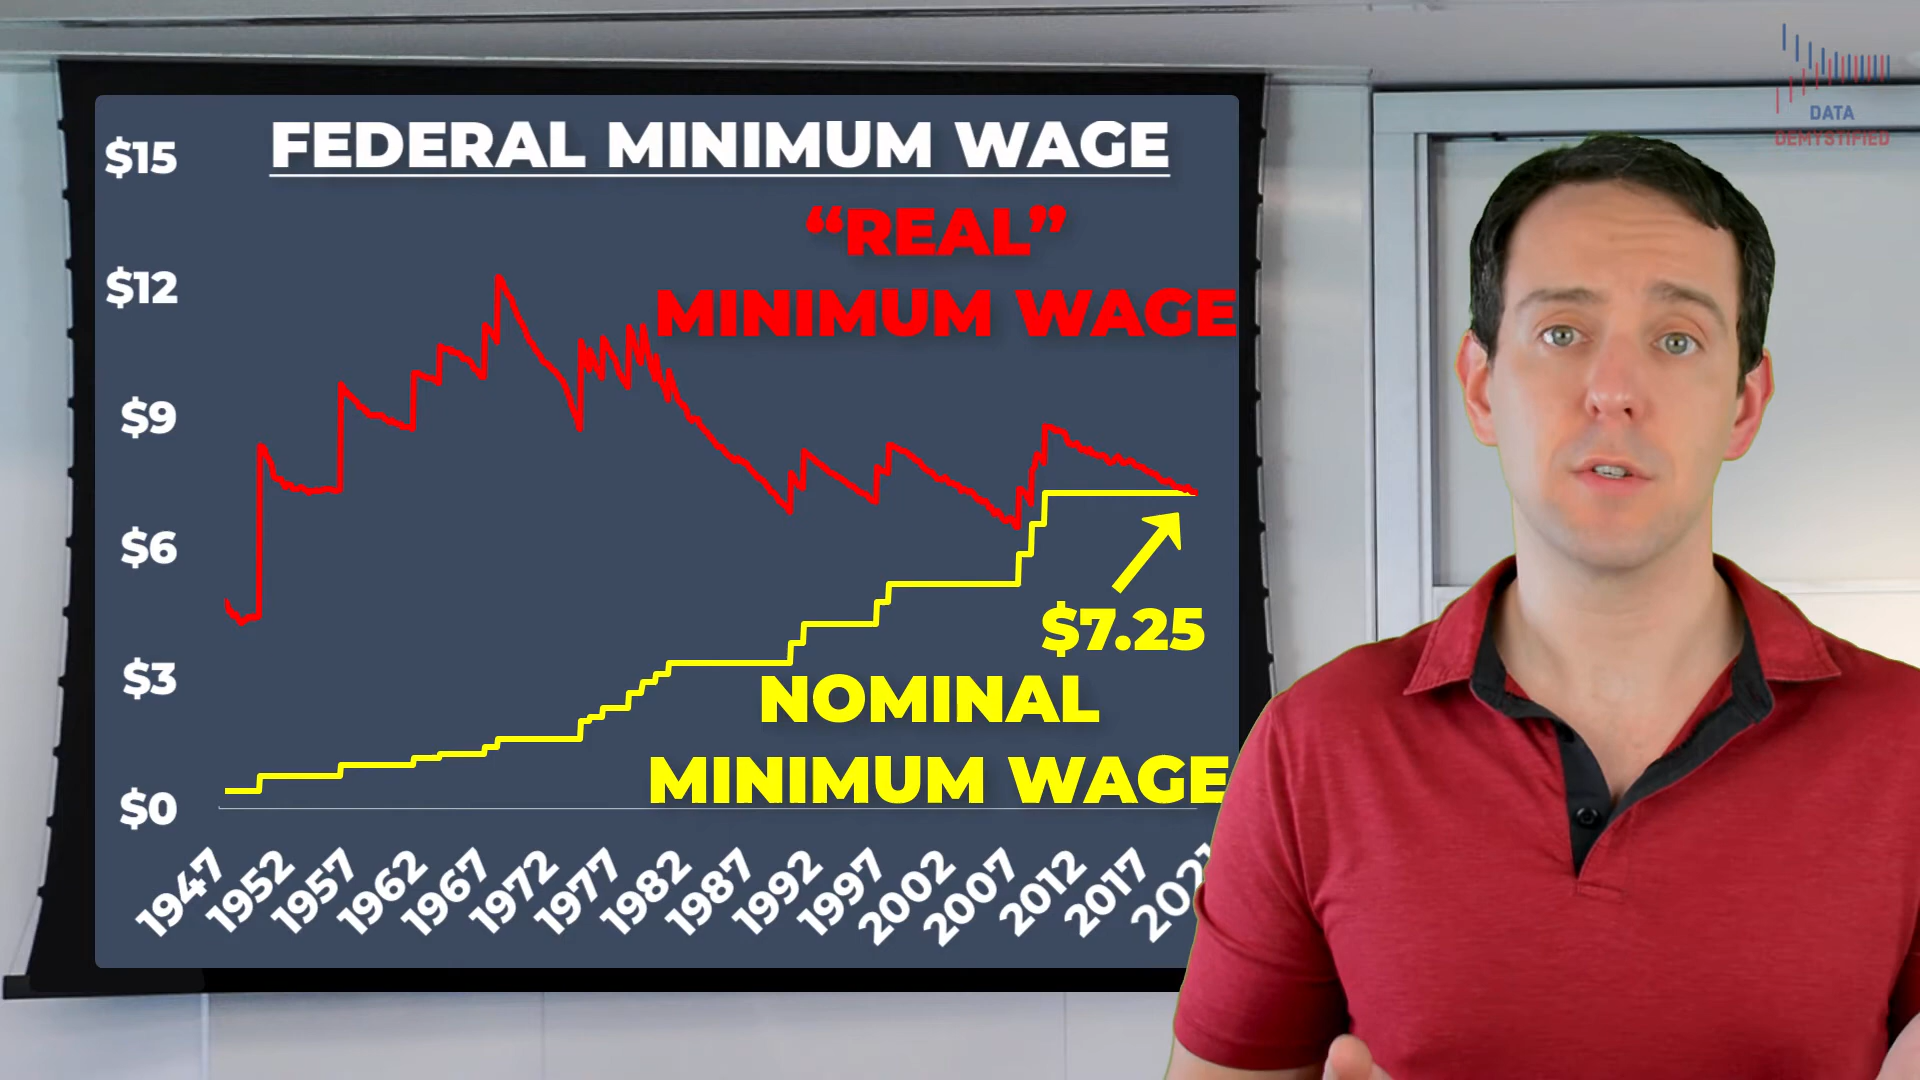 DATA
DEMYSTIFIED
FEDERAL MINIMUM WAGE
$15
"REAL"
MINIMUM WAGE
$12
$9
$6
$7.25
$3
NOMINAL
MINIMUM WAGE
$0
1947 1952 1957 1962 1967 1972 1977 1982 1987 1992 1997 2002 2007 2012 2017